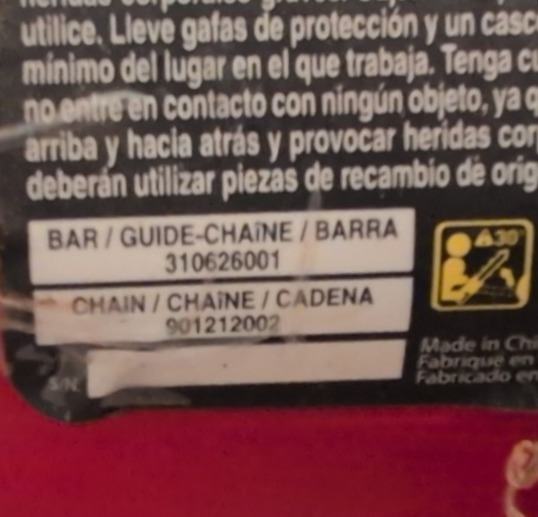 utilice. Lleve gafas de protección y un casc
mínimo del lugar en el que trabaja. Tenga cu
no entre en contacto con ningún objeto, ya q
arriba y hacia atrás y provocar heridas cor
deberán utilizar piezas de recambio de orig
BAR / GUIDE-CHAÎNE / BARRA
310626001
CHAIN / CHAÎNE / CADENA
901212002
S/N
30°
Made in Chi
Fabriqué en
Fabricado en